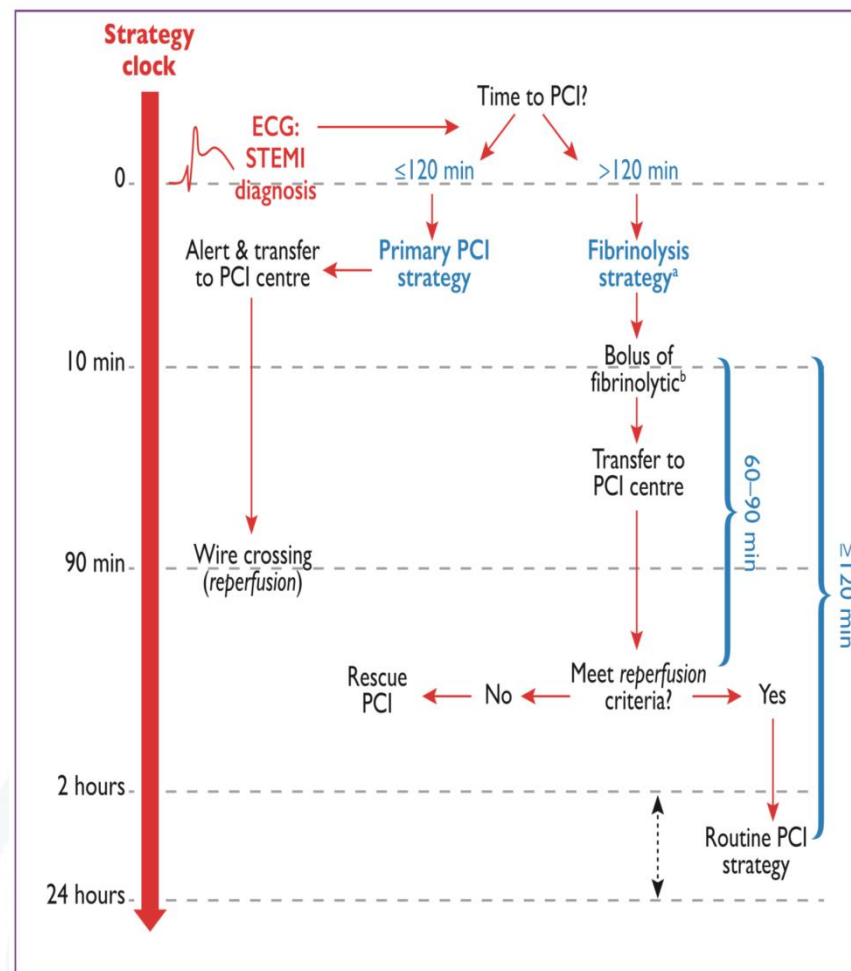 Strategy
clock
Time to PCI?
ECG:
STEMI
diagnosis
≤120 min
>120 min
0
Alert & transfer
to PCI centre
Primary PCI
strategy
Fibrinolysis
strategyᵃ
10 min
Bolus of
fibrinolyticᵇ
Transfer to
PCI centre
60–90 min
≥120 min
Wire crossing
(reperfusion)
90 min
Rescue
PCI
No
Meet reperfusion
criteria?
Yes
2 hours
Routine PCI
strategy
24 hours